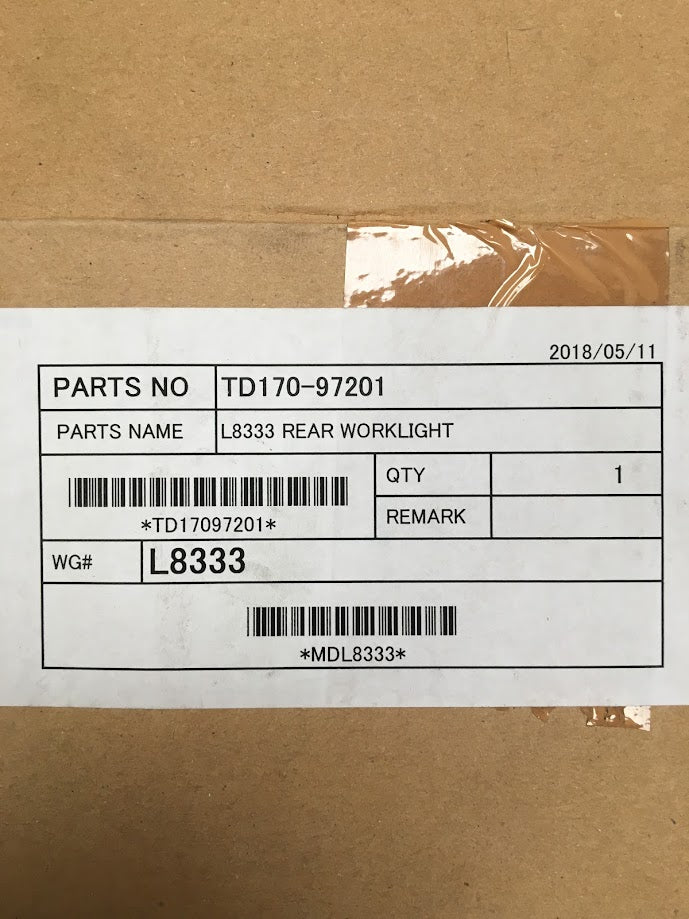 2018/05/11
PARTS NO TD170-97201
PARTS NAME L8333 REAR WORKLIGHT
QTY 1
*TD17097201*
REMARK
WG# L8333
*MDL8333*